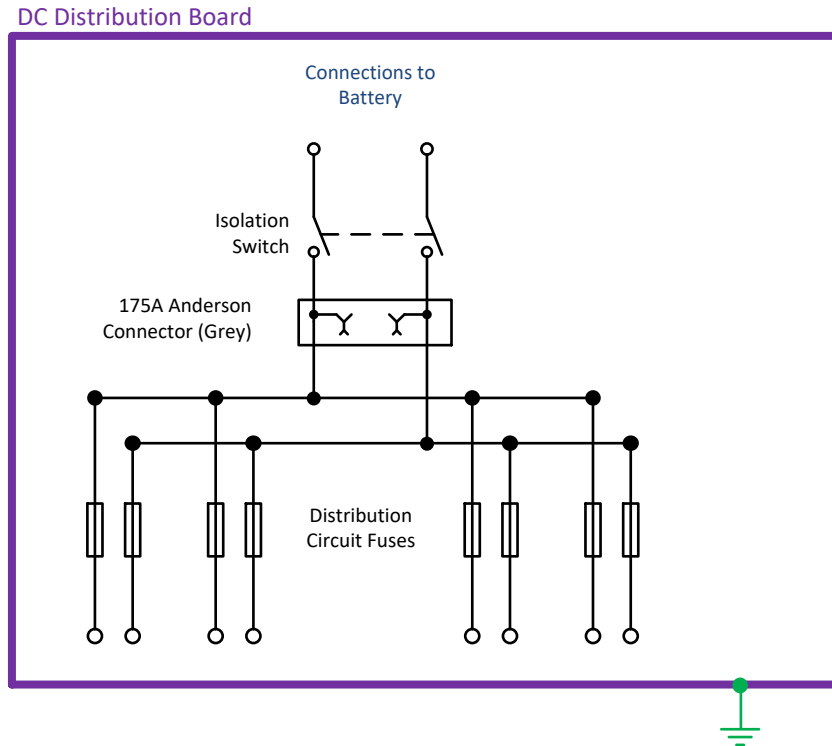 DC Distribution Board
Connections to
Battery
Isolation
Switch
175A Anderson
Connector (Grey)
Distribution
Circuit Fuses